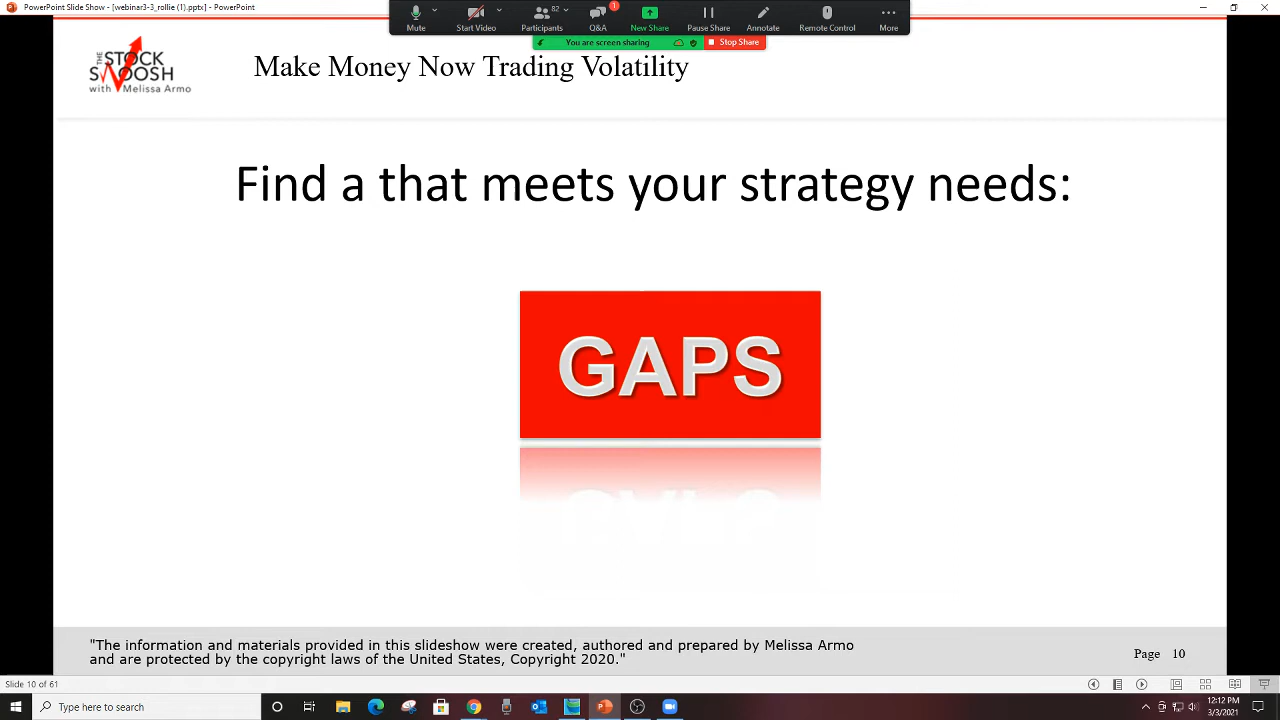 PowerPoint Slide Show - [webinar3-3_rollie (1).pptx] - PowerPoint
Mute
Start Video
82
Participants
1
Q&A
New Share
Pause Share
Annotate
Remote Control
More
You are screen sharing
Stop Share
THE STOCK
SWOOSH
with Melissa Armo
Make Money Now Trading Volatility
Find a that meets your strategy needs:
GAPS
"The information and materials provided in this slideshow were created, authored and prepared by Melissa Armo
and are protected by the copyright laws of the United States, Copyright 2020."
Page 10
Slide 10 of 61
Type here to search
12:12 PM
3/3/2021